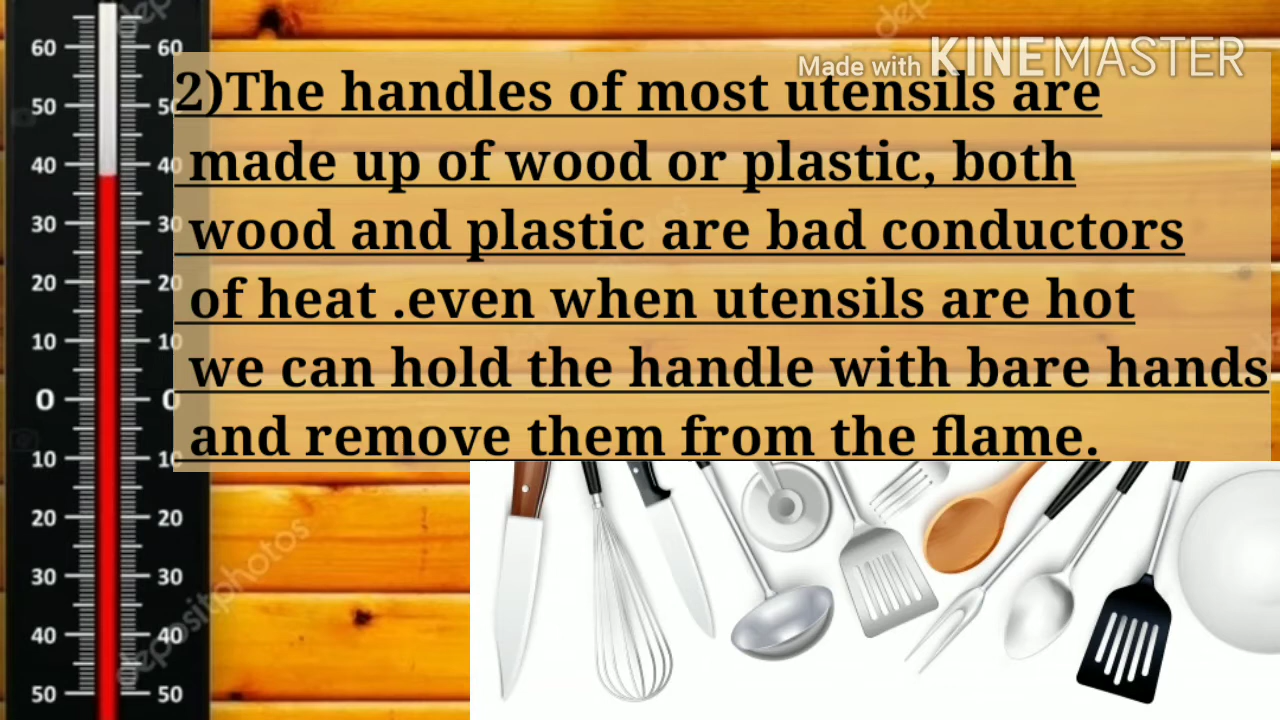 Made with KINEMASTER
2)The handles of most utensils are
made up of wood or plastic, both
wood and plastic are bad conductors
of heat .even when utensils are hot
we can hold the handle with bare hands
and remove them from the flame.
60 60
50 50
40 40
30 30
20 20
10 10
0 0
10 10
20 20
30 30
40 40
50 50
depositphotos